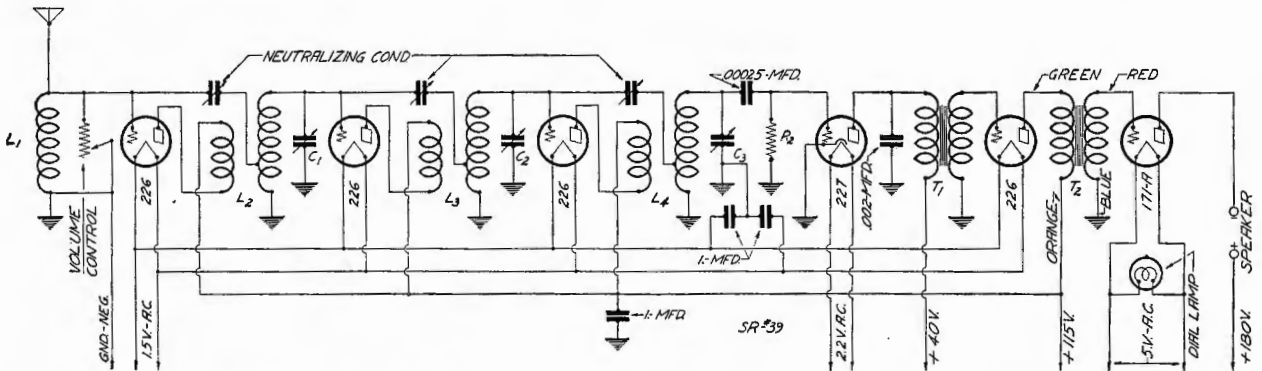 NEUTRALIZING COND
.00025-MFD.
GREEN
RED
L1
VOLUME
CONTROL
226
L2
C1
226
L3
C2
226
L4
C3
R2
227
.002-MFD.
T1
226
T2
BLUE
171-A
ORANGE
1.-MFD.
1.-MFD.
SR-#39
GND.-NEG.
1.5V.-A.C.
2.2V.A.C.
+40V.
+115V.
5.V.-A.C.
DIAL LAMP
+180V.
SPEAKER